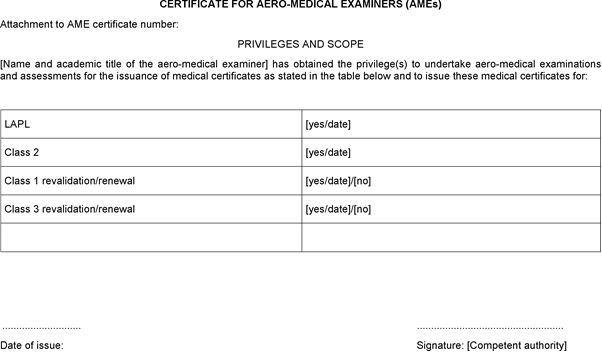 CERTIFICATE FOR AERO-MEDICAL EXAMINERS (AMEs)
Attachment to AME certificate number:
PRIVILEGES AND SCOPE
[Name and academic title of the aero-medical examiner] has obtained the privilege(s) to undertake aero-medical examinations
and assessments for the issuance of medical certificates as stated in the table below and to issue these medical certificates for:
LAPL [yes/date]
Class 2 [yes/date]
Class 1 revalidation/renewal [yes/date]/[no]
Class 3 revalidation/renewal [yes/date]/[no]
............................ .....................................................
Date of issue: Signature: [Competent authority]